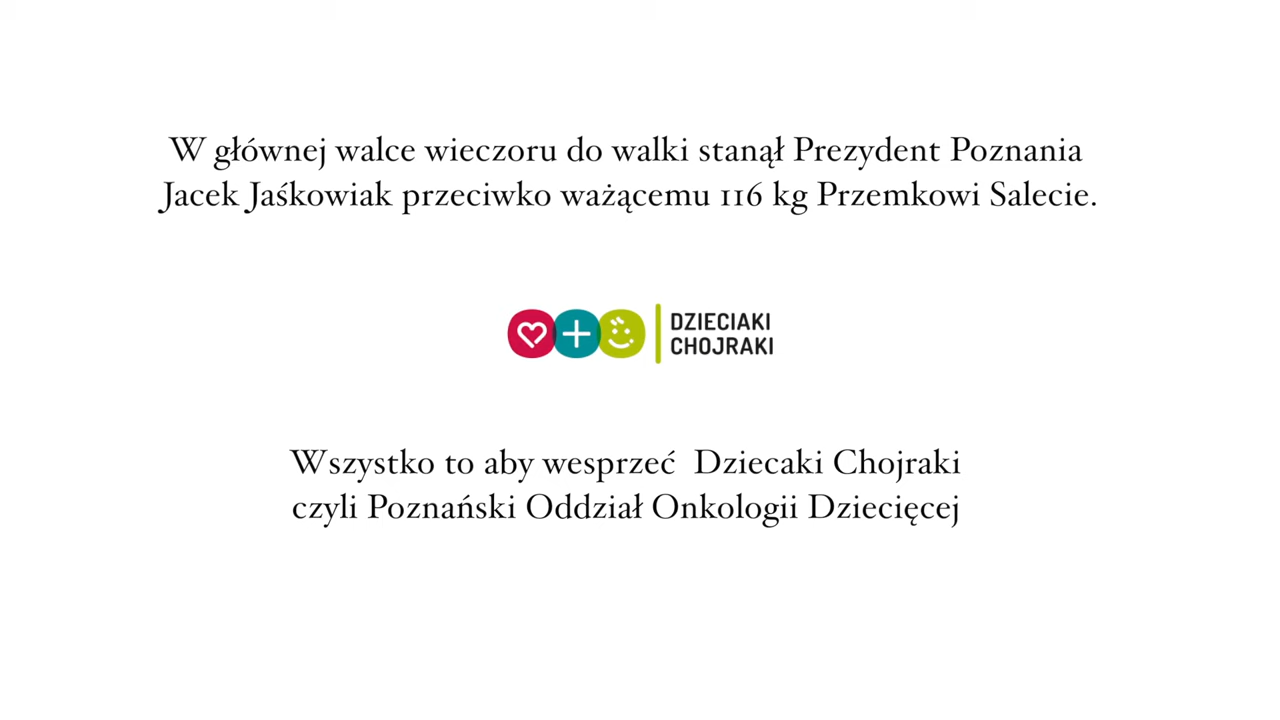 W głównej walce wieczoru do walki stanął Prezydent Poznania
Jacek Jaśkowiak przeciwko ważącemu 116 kg Przemkowi Salecie.
DZIECIAKI
CHOJRAKI
Wszystko to aby wesprzeć Dziecaki Chojraki
czyli Poznański Oddział Onkologii Dziecięcej